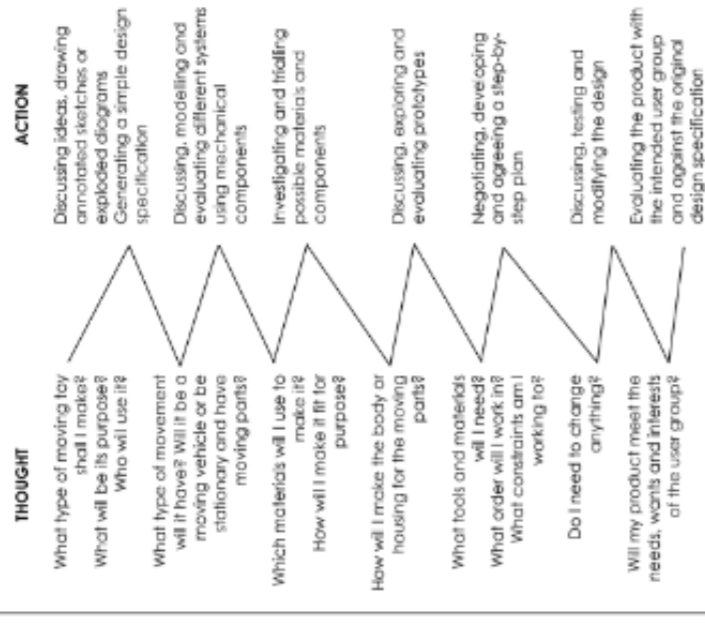 THOUGHT
What type of moving toy
shall I make?
What will be its purpose?
Who will use it?
What type of movement
will it have? Will it be a
moving vehicle or be
stationary and have
moving parts?
Which materials will I use to
make it?
How will I make it fit for
purpose?
How will I make the body or
housing for the moving
parts?
What tools and materials
will I need?
What order will I work in?
What constraints am I
working to?
Do I need to change
anything?
Will my product meet the
needs, wants and interests
of the user group?
ACTION
Discussing ideas, drawing
annotated sketches or
exploded diagrams
Generating a simple design
specification
Discussing, modelling and
evaluating different systems
using mechanical
components
Investigating and trialing
possible materials and
components
Discussing, exploring and
evaluating prototypes
Negotiating, developing
and agreeing a step-by-
step plan
Discussing, testing and
modifying the design
Evaluating the product with
the intended user group
and against the original
design specification